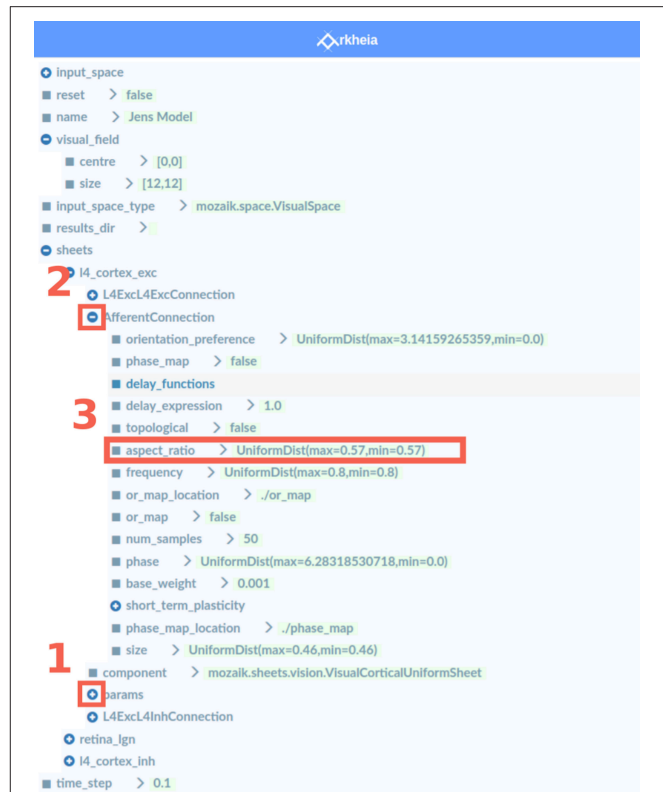 rkheia
input_space
reset > false
name > Jens Model
visual_field
centre > [0,0]
size > [12,12]
input_space_type > mozaik.space.VisualSpace
results_dir >
sheets
2 l4_cortex_exc
L4ExcL4ExcConnection
AfferentConnection
orientation_preference > UniformDist(max=3.14159265359,min=0.0)
phase_map > false
delay_functions
delay_expression > 1.0
3 topological > false
aspect_ratio > UniformDist(max=0.57,min=0.57)
frequency > UniformDist(max=0.8,min=0.8)
or_map_location > ./or_map
or_map > false
num_samples > 50
phase > UniformDist(max=6.28318530718,min=0.0)
base_weight > 0.001
short_term_plasticity
phase_map_location > ./phase_map
size > UniformDist(max=0.46,min=0.46)
1 component > mozaik.sheets.vision.VisualCorticalUniformSheet
params
L4ExcL4InhConnection
retina_lgn
l4_cortex_inh
time_step > 0.1